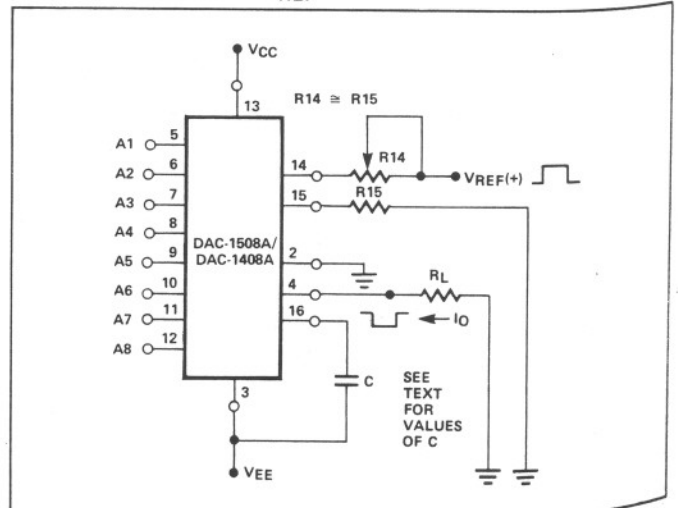 VCC
13
R14 ≅ R15
A1 5
A2 6
A3 7
A4 8
A5 9
A6 10
A7 11
A8 12
DAC-1508A/
DAC-1408A
14
R14
VREF(+)
15
R15
2
4
RL
IO
16
C
SEE
TEXT
FOR
VALUES
OF C
3
VEE